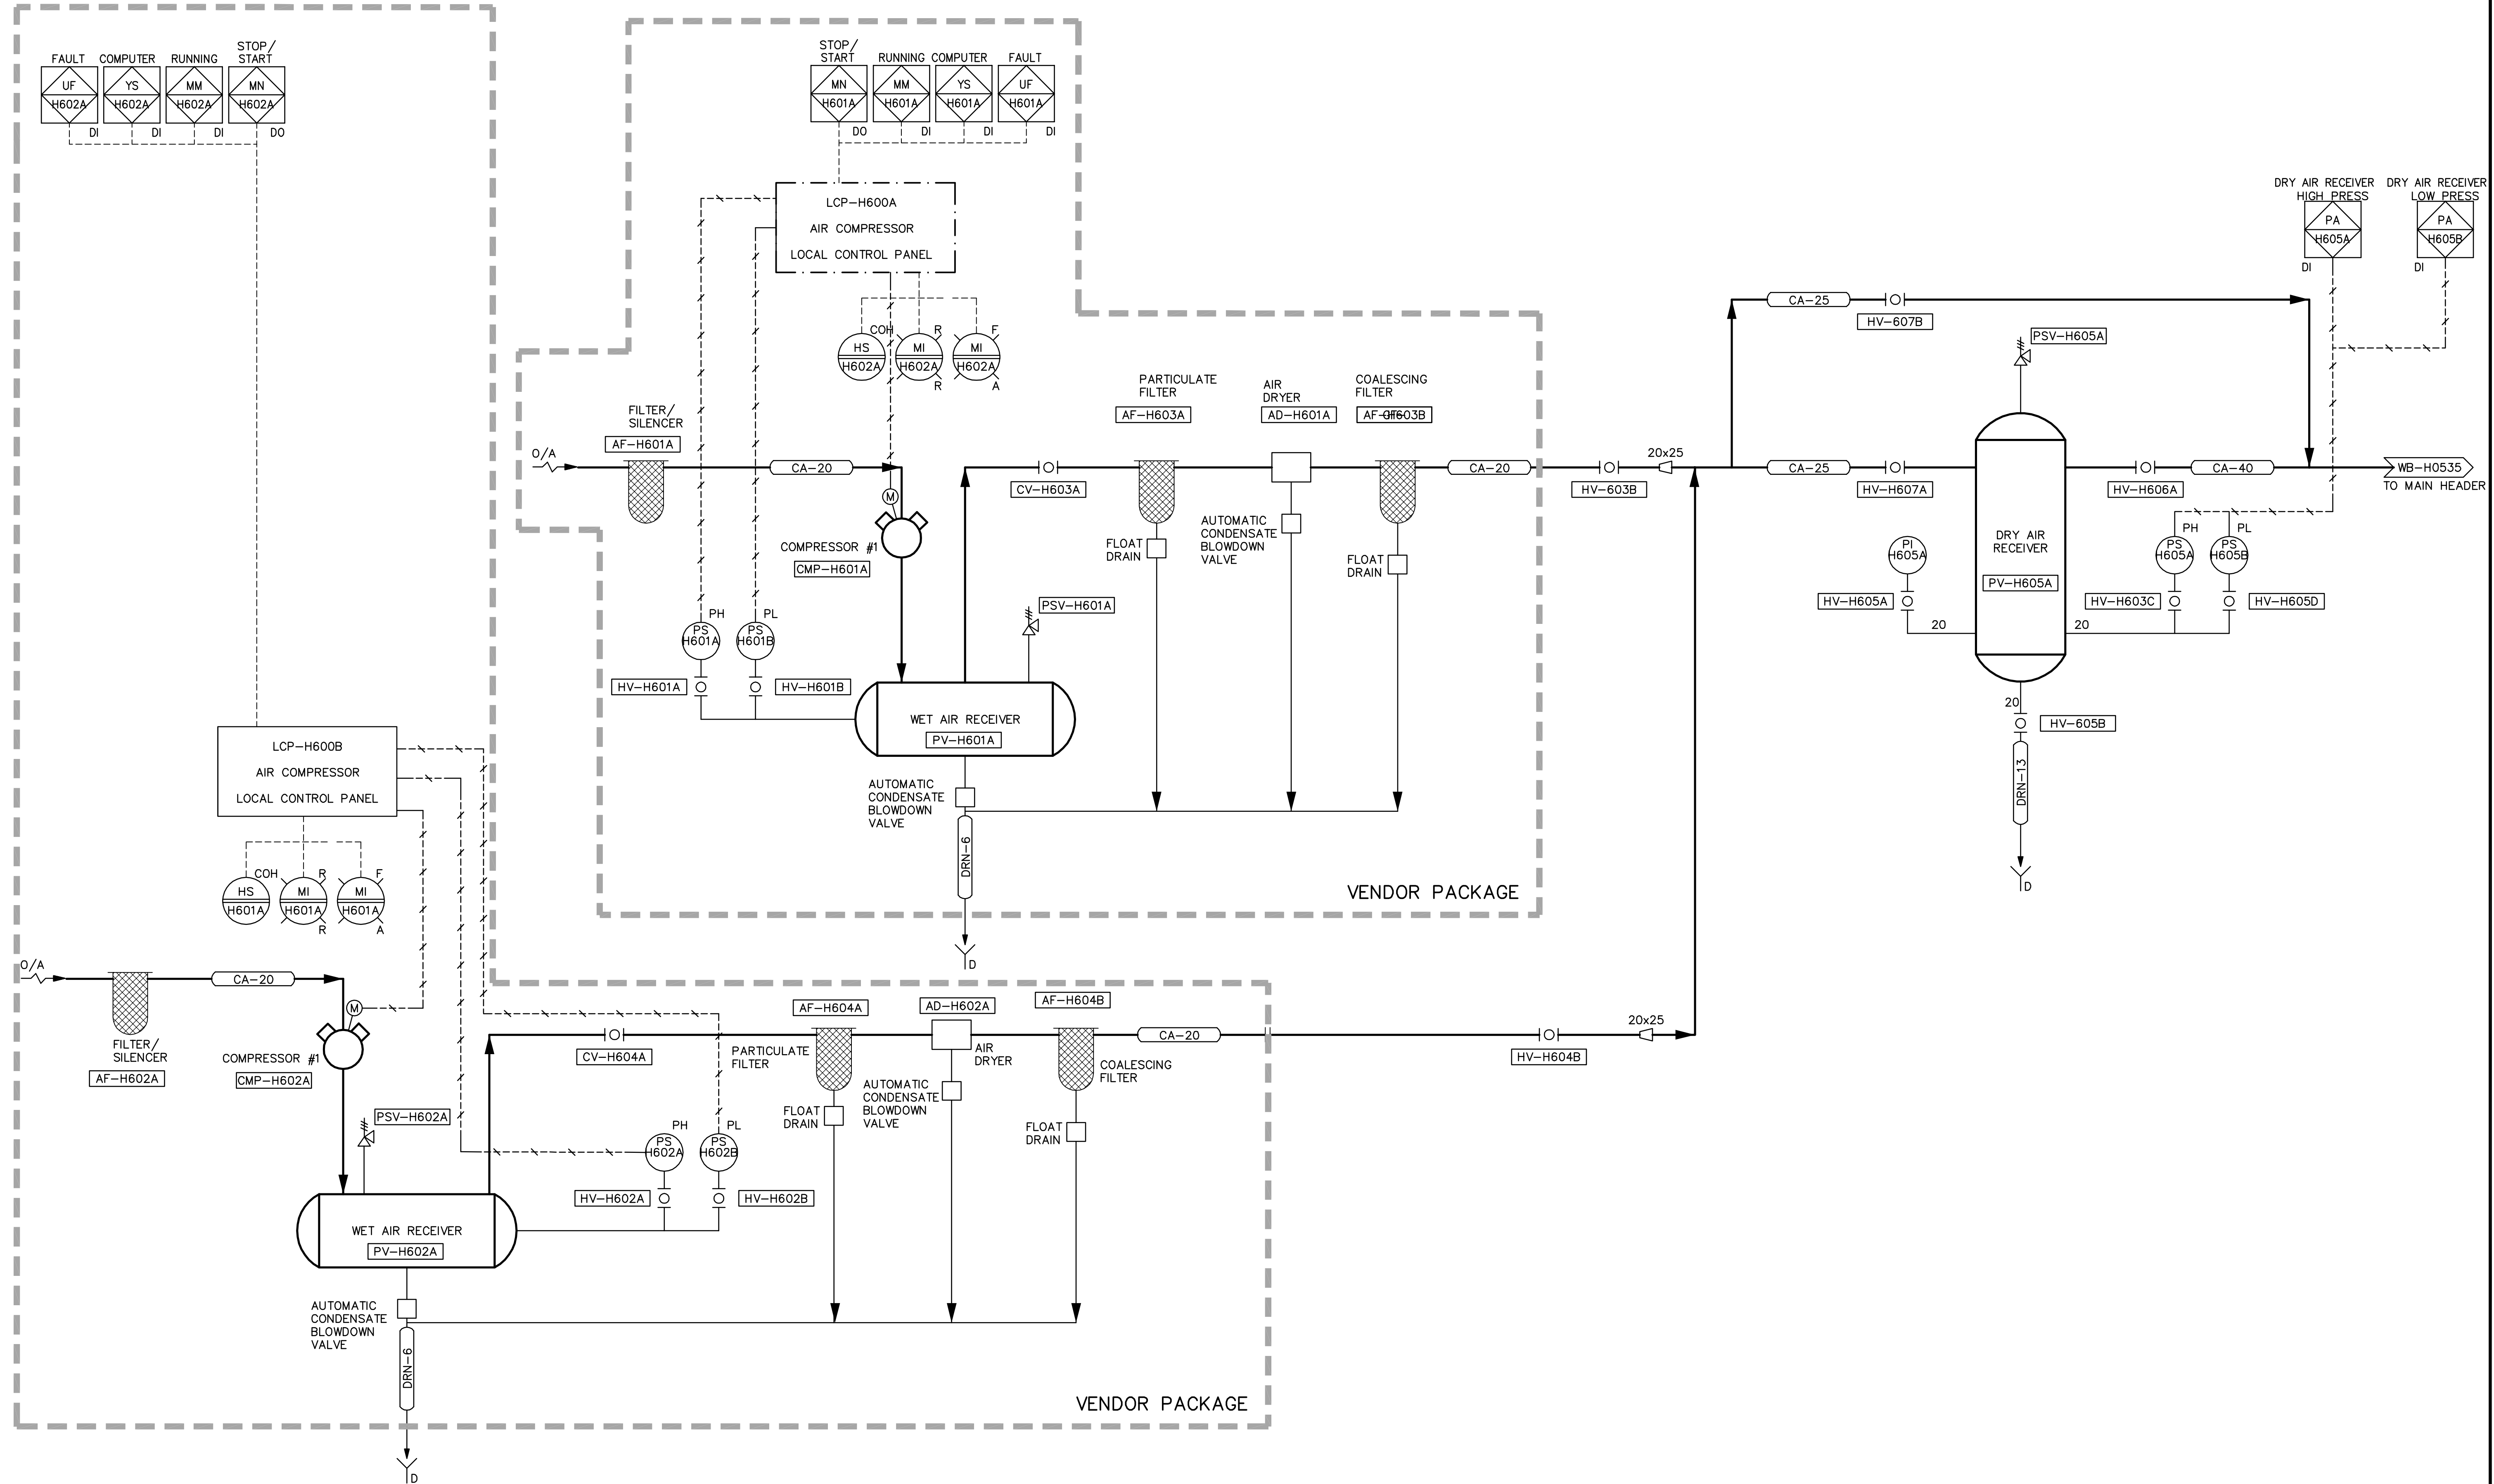 FAULT
UF
H602A
DI
COMPUTER
YS
H602A
DI
RUNNING
MM
H602A
DI
STOP/
START
MN
H602A
DO
STOP/
START
MN
H601A
DO
RUNNING
MM
H601A
DI
COMPUTER
YS
H601A
DI
FAULT
UF
H601A
DI
LCP-H600A
AIR COMPRESSOR
LOCAL CONTROL PANEL
COH
HS
H602A
R
MI
H602A
R
F
MI
H602A
A
FILTER/
SILENCER
AF-H601A
O/A
CA-20
M
COMPRESSOR #1
CMP-H601A
PH
PS
H601A
PL
PS
H601B
HV-H601A
HV-H601B
PSV-H601A
WET AIR RECEIVER
PV-H601A
AUTOMATIC
CONDENSATE
BLOWDOWN
VALVE
DRN-6
D
CV-H603A
PARTICULATE
FILTER
AF-H603A
FLOAT
DRAIN
AIR
DRYER
AD-H601A
AUTOMATIC
CONDENSATE
BLOWDOWN
VALVE
COALESCING
FILTER
AF-H603B
FLOAT
DRAIN
CA-20
VENDOR PACKAGE
HV-603B
20x25
CA-25
HV-607B
CA-25
HV-H607A
PSV-H605A
DRY AIR
RECEIVER
PV-H605A
PI
H605A
HV-H605A
20
20
HV-605B
DRN-13
D
20
HV-H603C
HV-H605D
PH
PS
H605A
PL
PS
H605B
HV-H606A
CA-40
WB-H0535
TO MAIN HEADER
DRY AIR RECEIVER
HIGH PRESS
PA
H605A
DI
DRY AIR RECEIVER
LOW PRESS
PA
H605B
DI
LCP-H600B
AIR COMPRESSOR
LOCAL CONTROL PANEL
COH
HS
H601A
R
MI
H601A
R
F
MI
H601A
A
O/A
FILTER/
SILENCER
AF-H602A
CA-20
M
COMPRESSOR #1
CMP-H602A
PSV-H602A
WET AIR RECEIVER
PV-H602A
AUTOMATIC
CONDENSATE
BLOWDOWN
VALVE
DRN-6
D
CV-H604A
PH
PS
H602A
PL
PS
H602B
HV-H602A
HV-H602B
AF-H604A
PARTICULATE
FILTER
FLOAT
DRAIN
AD-H602A
AIR
DRYER
AUTOMATIC
CONDENSATE
BLOWDOWN
VALVE
AF-H604B
COALESCING
FILTER
FLOAT
DRAIN
CA-20
VENDOR PACKAGE
HV-H604B
20x25